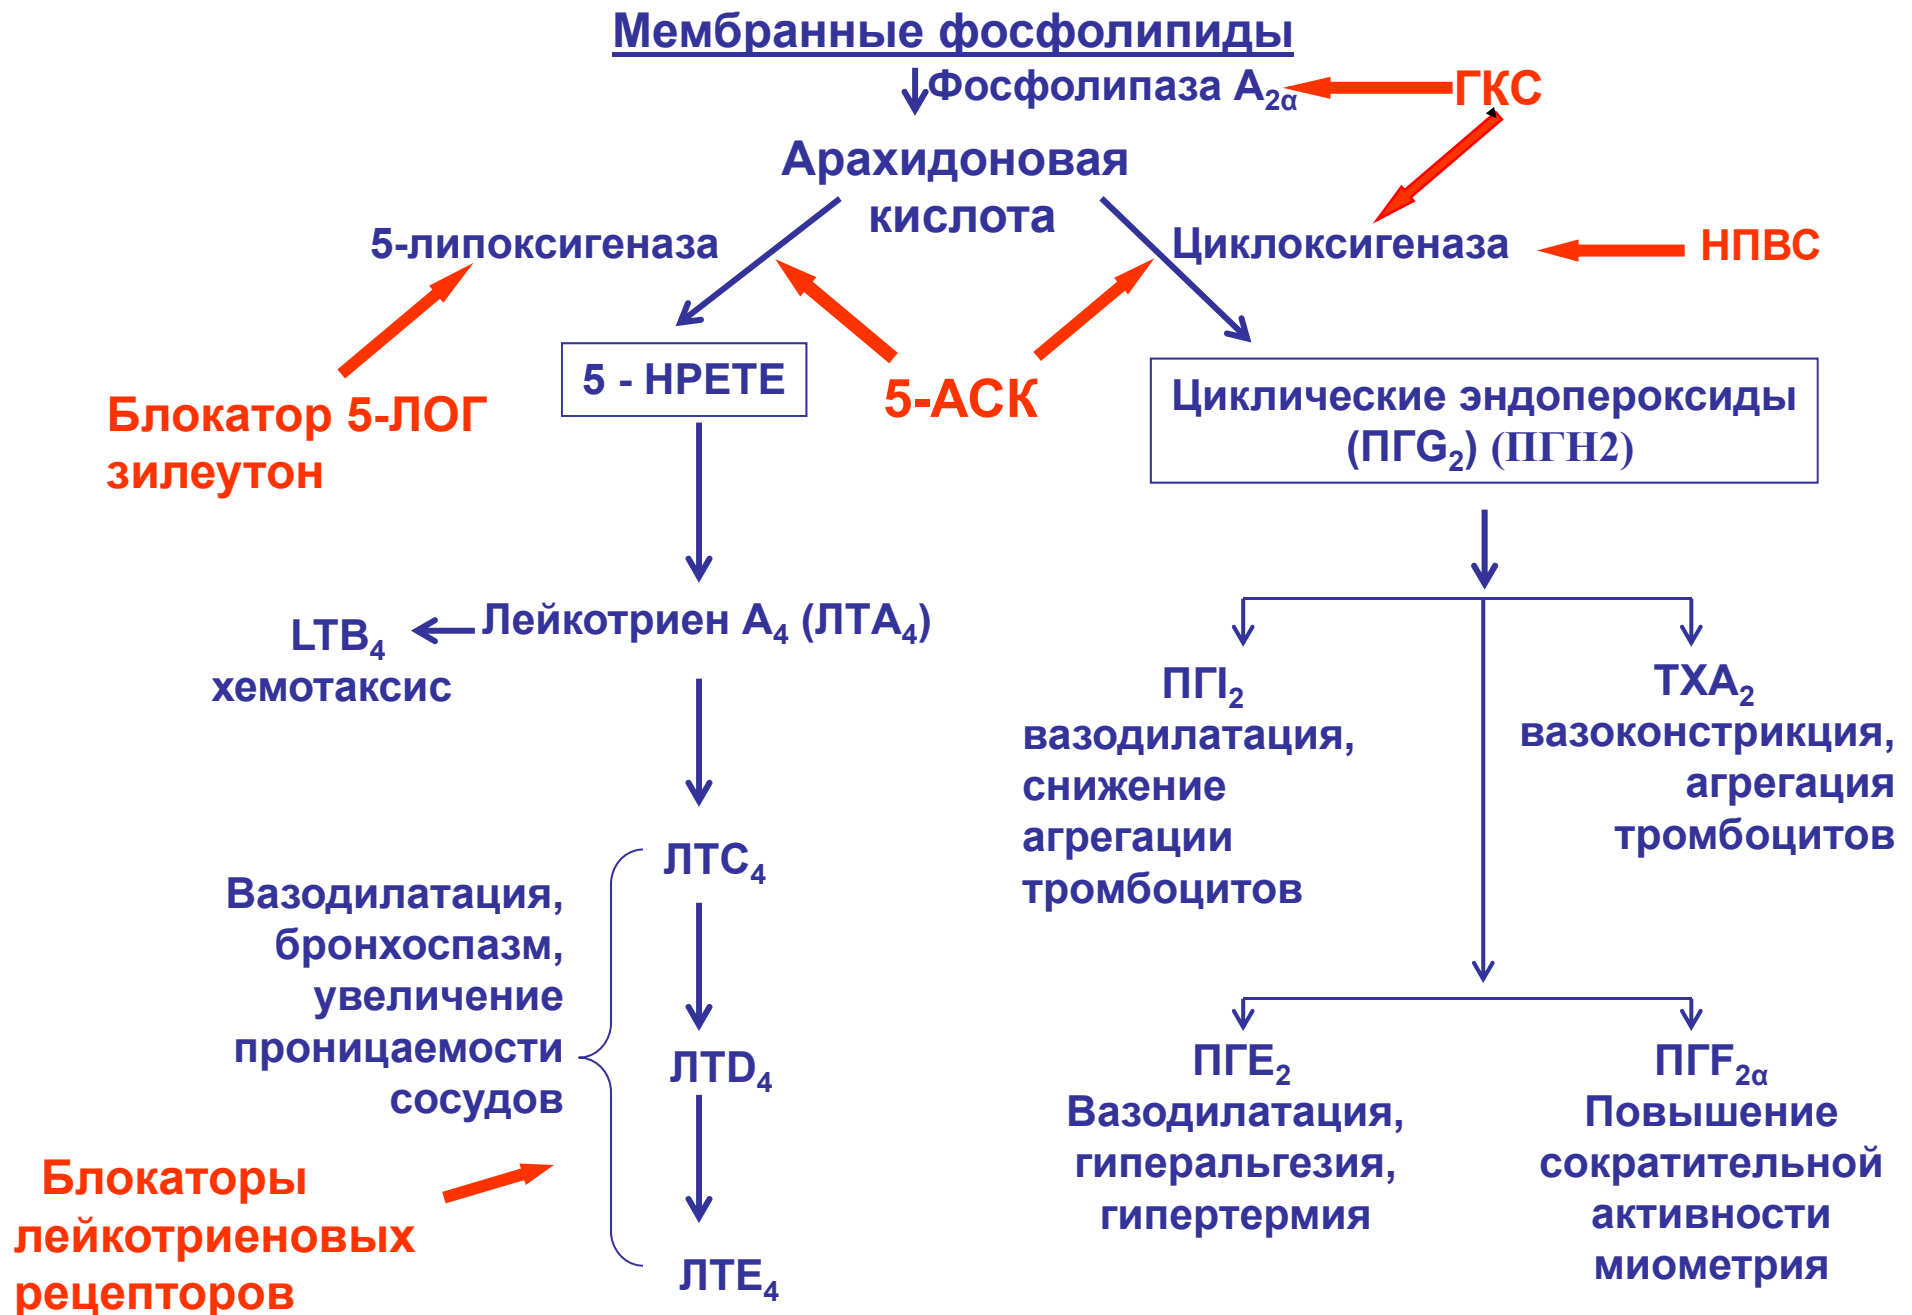 Мембранные фосфолипиды
Фосфолипаза А2α
ГКС
Арахидоновая
кислота
5-липоксигеназа
Циклоксигеназа
НПВС
Блокатор 5-ЛОГ
зилеутон
5 - НРЕТЕ
5-АСК
Циклические эндопероксиды
(ПГG2) (ПГН2)
Лейкотриен А4 (ЛТА4)
LTB4
хемотаксис
ПГI2
вазодилатация,
снижение
агрегации
тромбоцитов
ТХА2
вазоконстрикция,
агрегация
тромбоцитов
ЛТС4
Вазодилатация,
бронхоспазм,
увеличение
проницаемости
сосудов
ЛТD4
ЛТЕ4
Блокаторы
лейкотриеновых
рецепторов
ПГЕ2
Вазодилатация,
гиперальгезия,
гипертермия
ПГF2α
Повышение
сократительной
активности
миометрия